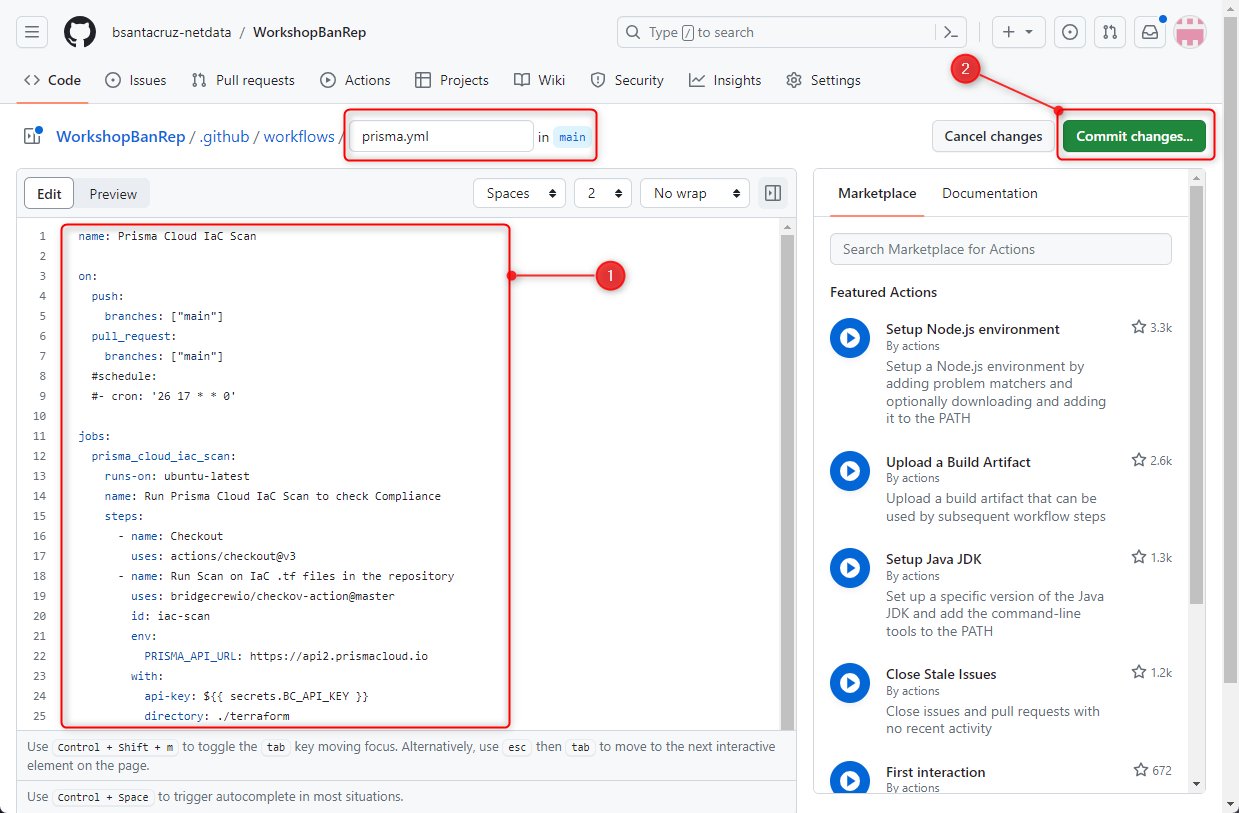 bsantacruz-netdata / WorkshopBanRep
Type / to search
Code Issues Pull requests Actions Projects Wiki Security Insights Settings
2
WorkshopBanRep / .github / workflows / prisma.yml in main
Cancel changes Commit changes...
Edit Preview
Spaces 2 No wrap
1 name: Prisma Cloud IaC Scan
2
3 on:
4 push:
5 branches: ["main"]
6 pull_request:
7 branches: ["main"]
8 #schedule:
9 #- cron: '26 17 * * 0'
10
11 jobs:
12 prisma_cloud_iac_scan:
13 runs-on: ubuntu-latest
14 name: Run Prisma Cloud IaC Scan to check Compliance
15 steps:
16 - name: Checkout
17 uses: actions/checkout@v3
18 - name: Run Scan on IaC .tf files in the repository
19 uses: bridgecrewio/checkov-action@master
20 id: iac-scan
21 env:
22 PRISMA_API_URL: https://api2.prismacloud.io
23 with:
24 api-key: ${{ secrets.BC_API_KEY }}
25 directory: ./terraform
1
Use Control + Shift + m to toggle the tab key moving focus. Alternatively, use esc then tab to move to the next interactive
element on the page.
Use Control + Space to trigger autocomplete in most situations.
Marketplace Documentation
Search Marketplace for Actions
Featured Actions
Setup Node.js environment 3.3k
By actions
Setup a Node.js environment by
adding problem matchers and
optionally downloading and adding
it to the PATH
Upload a Build Artifact 2.6k
By actions
Upload a build artifact that can be
used by subsequent workflow steps
Setup Java JDK 1.3k
By actions
Set up a specific version of the Java
JDK and add the command-line
tools to the PATH
Close Stale Issues 1.2k
By actions
Close issues and pull requests with
no recent activity
First interaction 672
By actions